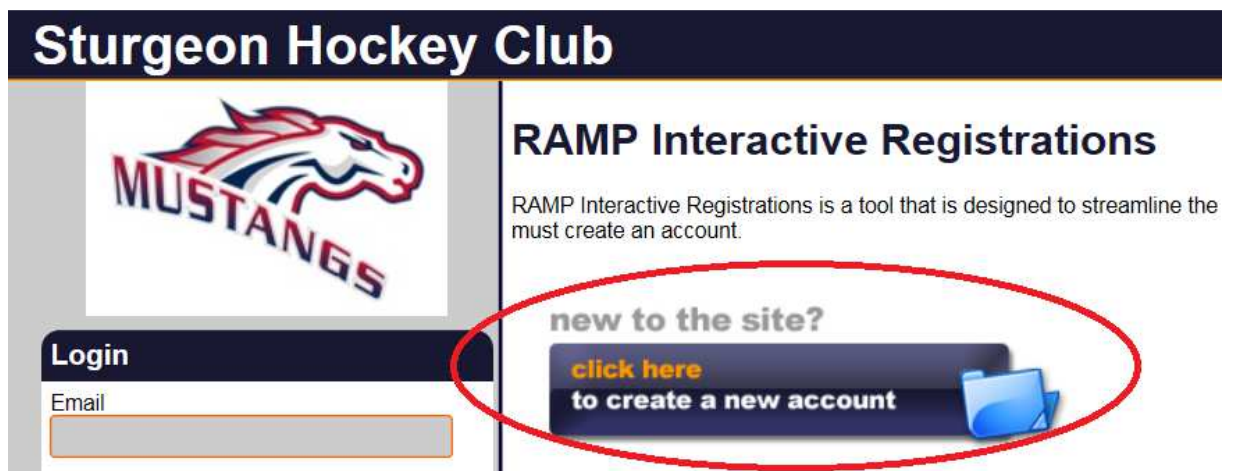 Sturgeon Hockey Club
MUSTANGS
Login
Email
RAMP Interactive Registrations
RAMP Interactive Registrations is a tool that is designed to streamline the
must create an account.
new to the site?
click here
to create a new account